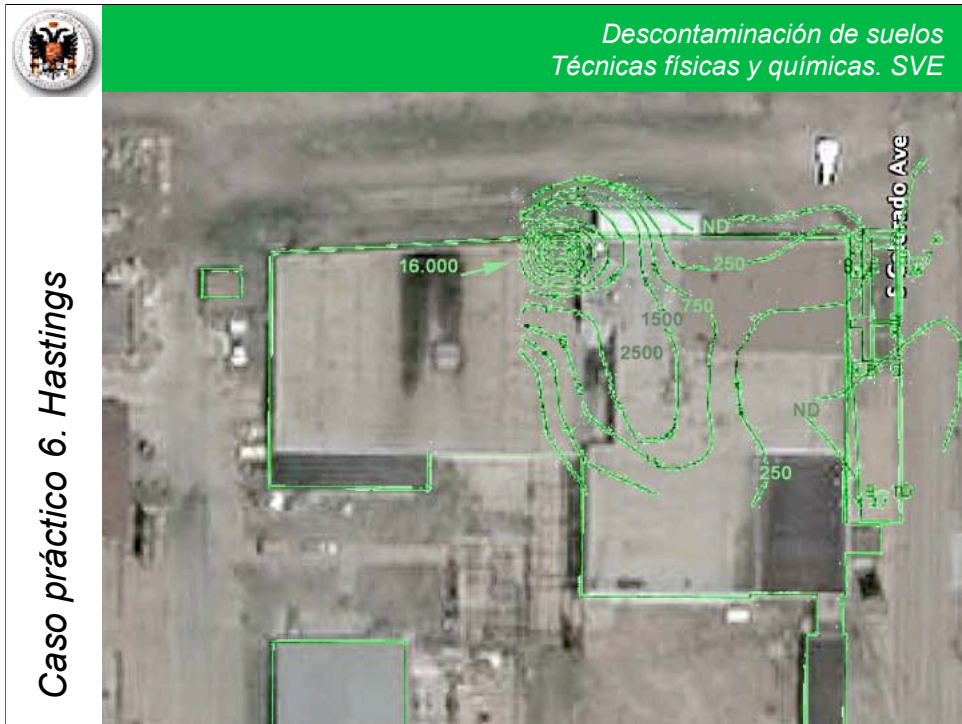 Descontaminación de suelos
Técnicas físicas y químicas. SVE
Caso práctico 6. Hastings
S Colorado Ave
ND
16.000
250
750
1500
2500
ND
250